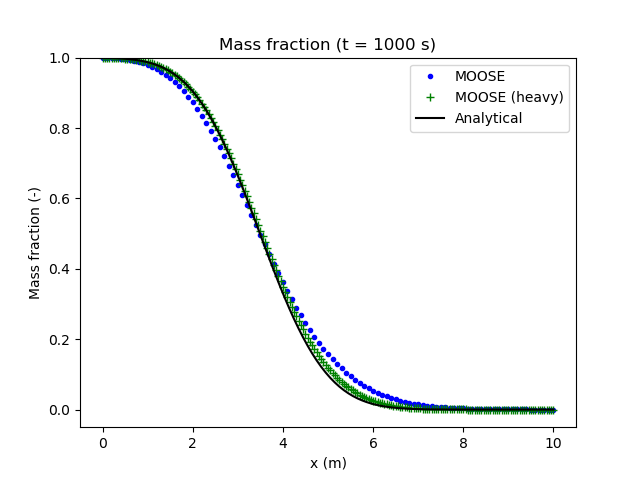 Mass fraction (t = 1000 s)
MOOSE
MOOSE (heavy)
Analytical
Mass fraction (-)
1.0
0.8
0.6
0.4
0.2
0.0
0 2 4 6 8 10
x (m)